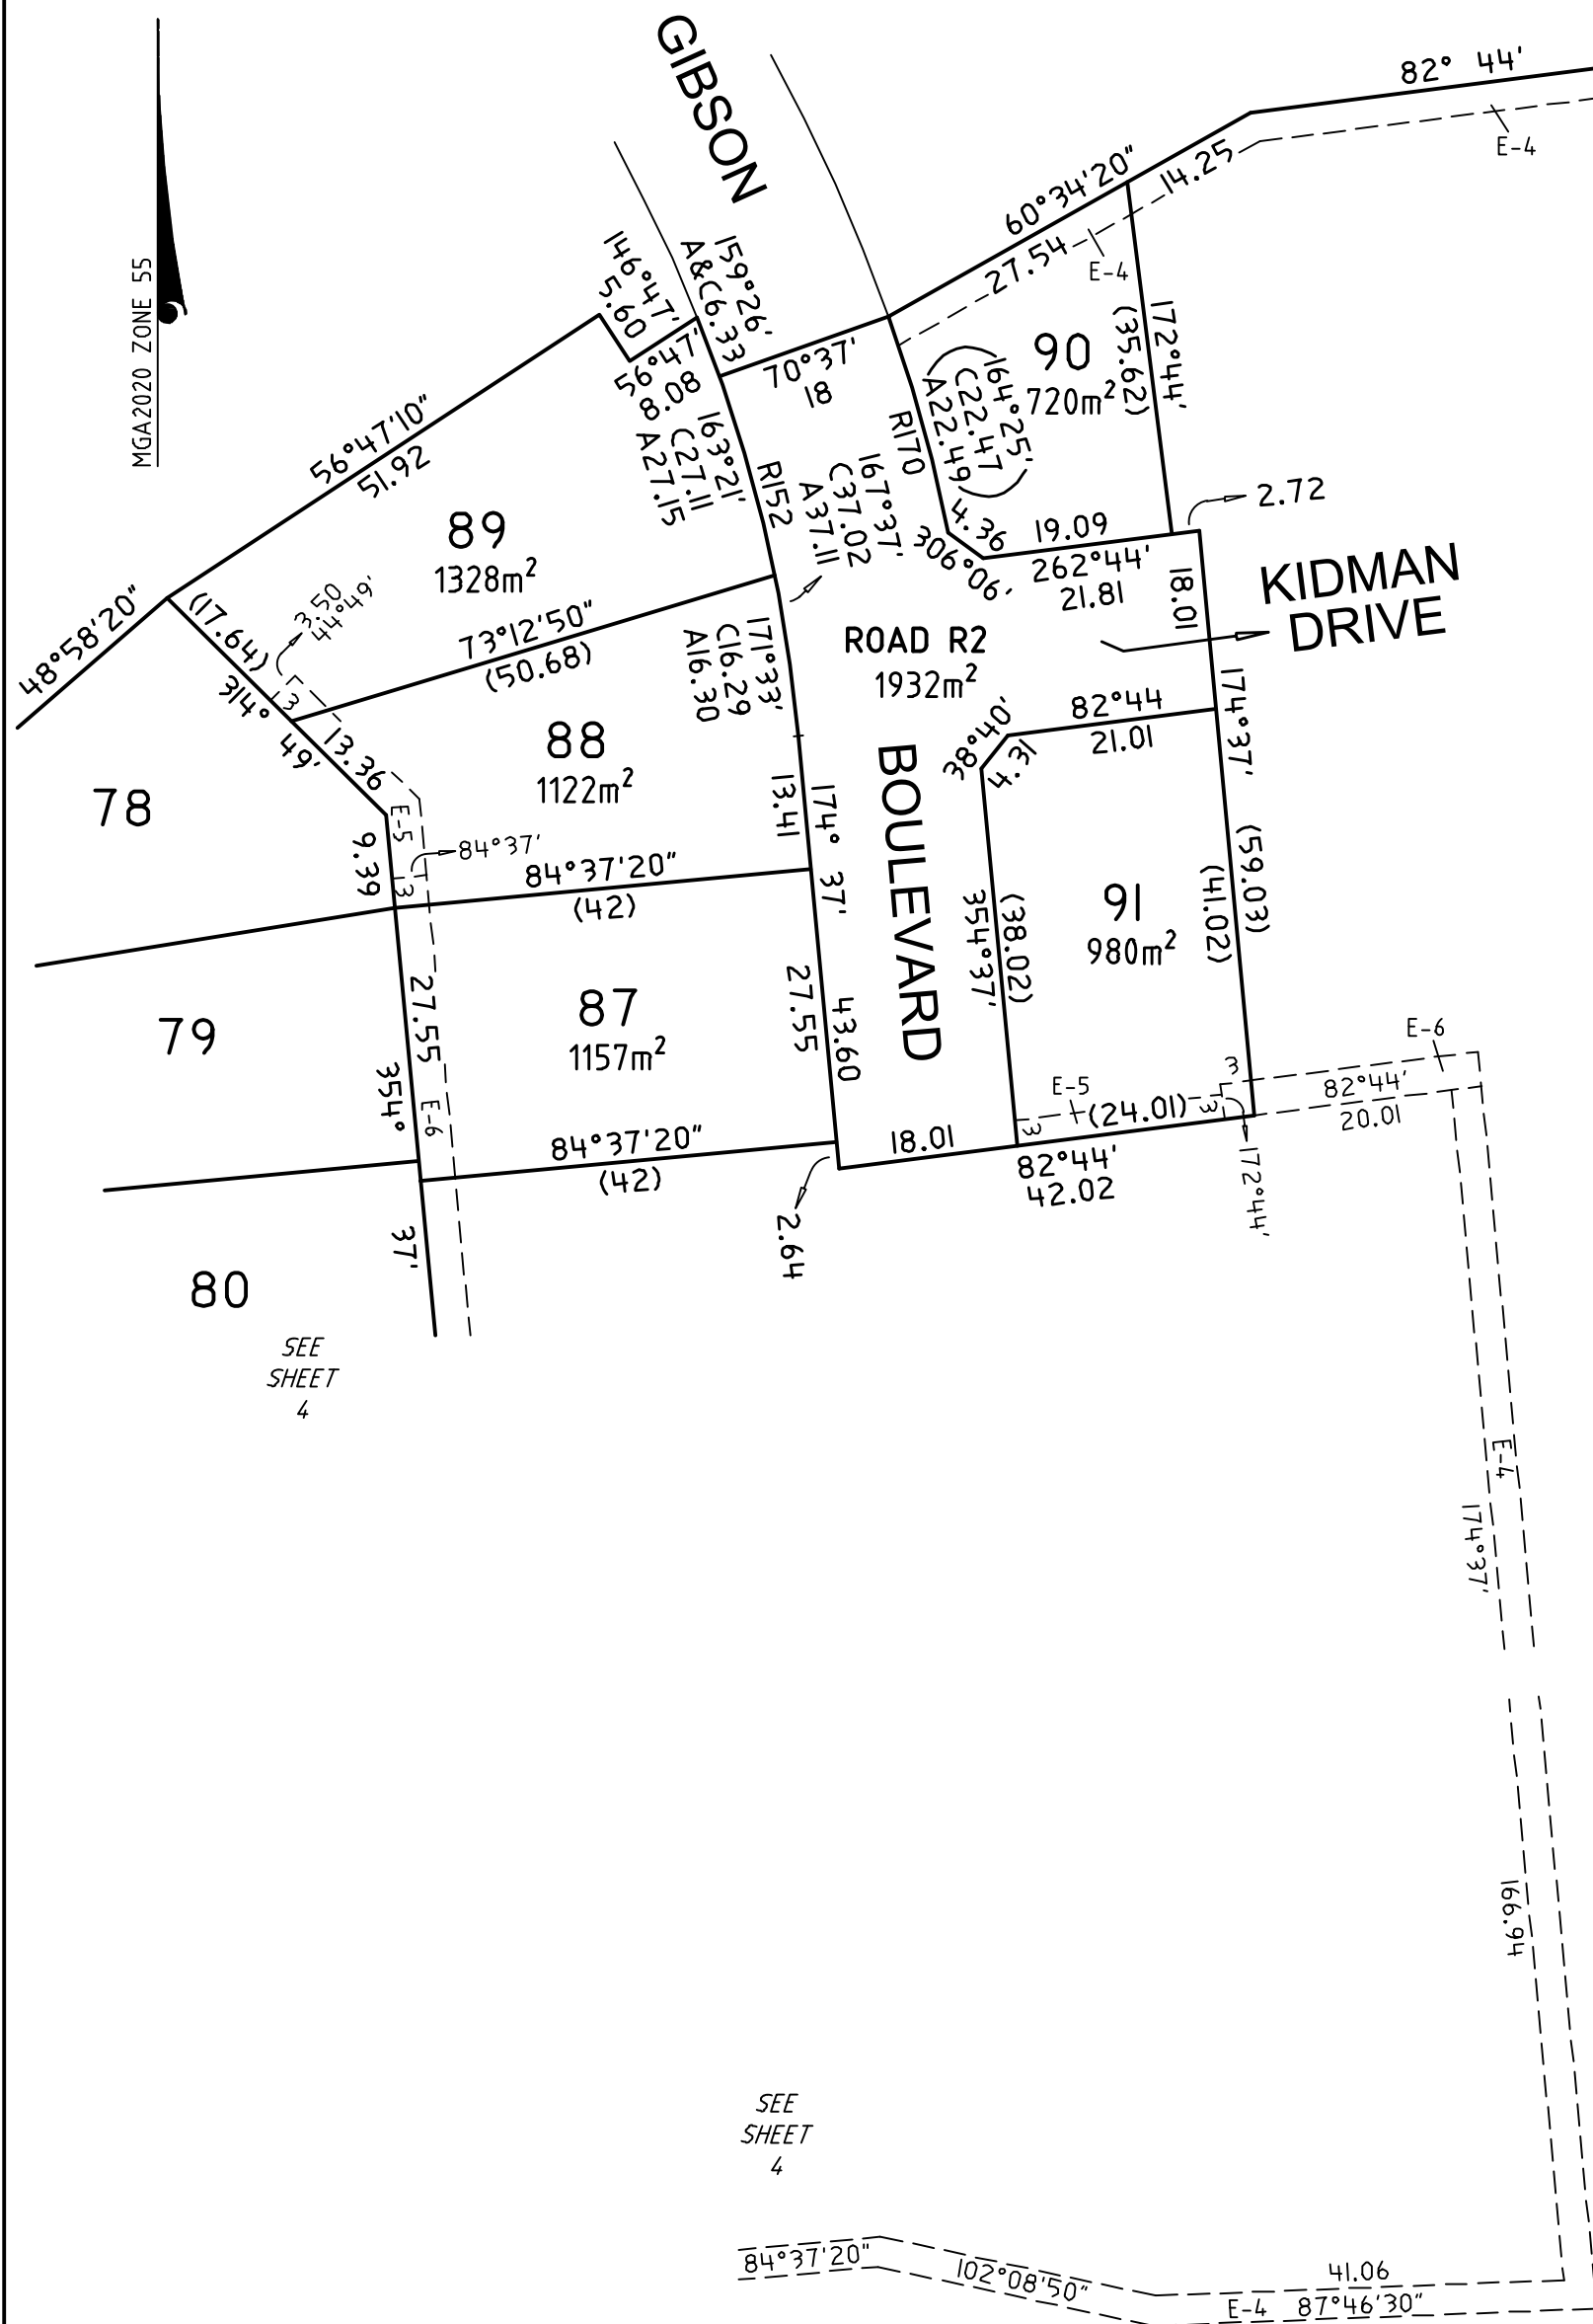 MGA2020 ZONE 55
GIBSON
82° 44'
E-4
60°34'20"
14.25
27.54
E-4
146°47'
5.60
159°26'
A&C6.33
56°47'
8.08
70°37'
18
90
720m²
172°44'
(35.62)
164°25'
C22.47
A22.49
R170
56°47'10"
51.92
163°21'
C27.11
A27.15
R152
167°37'
C37.02
A37.11
4.36
306°06'
19.09
262°44'
21.81
2.72
18.01
KIDMAN
DRIVE
89
1328m²
48°58'20"
(17.64)
3.50
44°49'
3
314°
49'
13.36
73°12'50"
(50.68)
171°33'
C16.29
A16.30
ROAD R2
1932m²
82°44
21.01
38°40'
4.31
174°37'
78
88
1122m²
13.41
174°
37'
BOULEVARD
E-5
9.39
84°37'
3
84°37'20"
(42)
91
980m²
(38.02)
354°37'
(59.03)
(41.02)
79
87
1157m²
27.55
27.55
43.60
354°
E-6
37'
84°37'20"
(42)
18.01
2.64
E-5
3
(24.01)
3
3
82°44'
42.02
172°44'
E-6
82°44'
20.01
80
SEE
SHEET
4
E-4
174°37'
166.94
SEE
SHEET
4
84°37'20"
102°08'50"
41.06
E-4 87°46'30"